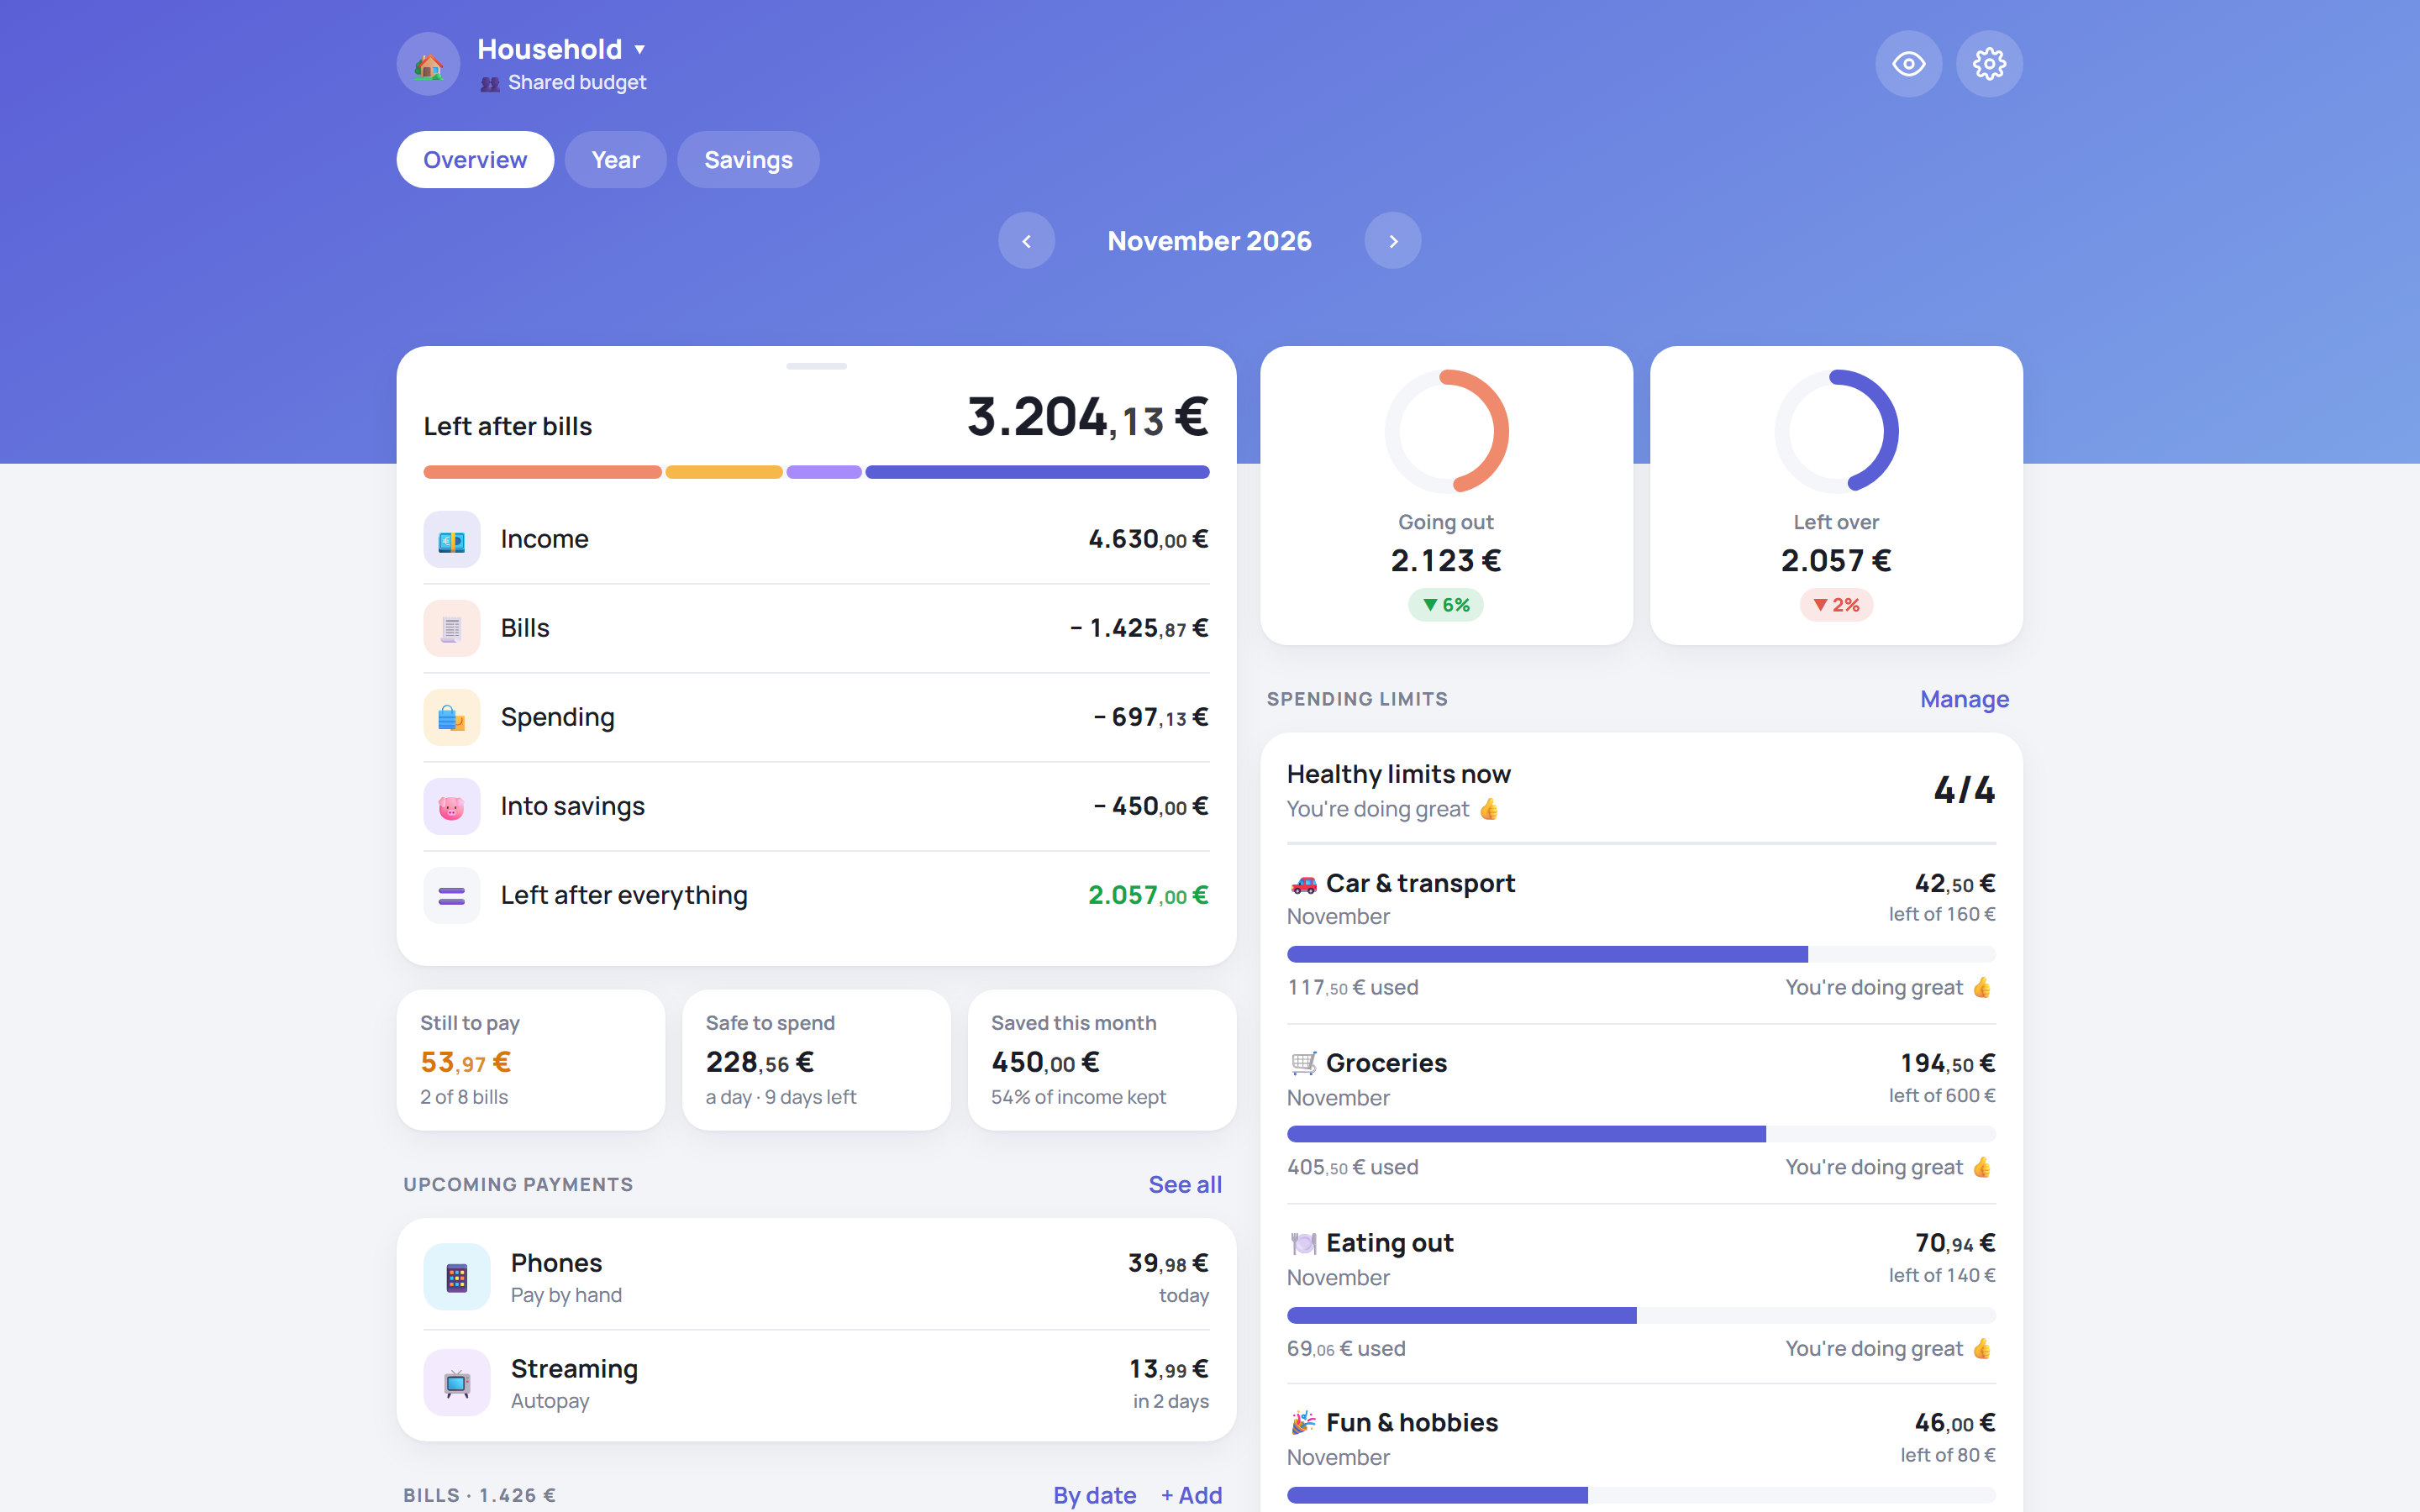 Household ▼
Shared budget
Overview
Year
Savings
‹
November 2026
›
Left after bills
3.204,13 €
Income
4.630,00 €
Bills
− 1.425,87 €
Spending
− 697,13 €
Into savings
− 450,00 €
Left after everything
2.057,00 €
Still to pay
53,97 €
2 of 8 bills
Safe to spend
228,56 €
a day · 9 days left
Saved this month
450,00 €
54% of income kept
UPCOMING PAYMENTS
See all
Phones
Pay by hand
39,98 €
today
Streaming
Autopay
13,99 €
in 2 days
BILLS · 1.426 €
By date
+ Add
Going out
2.123 €
▼ 6%
Left over
2.057 €
▼ 2%
SPENDING LIMITS
Manage
Healthy limits now
You're doing great 👍
4/4
🚗 Car & transport
November
42,50 €
left of 160 €
117,50 € used
You're doing great 👍
🛒 Groceries
November
194,50 €
left of 600 €
405,50 € used
You're doing great 👍
🍽️ Eating out
November
70,94 €
left of 140 €
69,06 € used
You're doing great 👍
🎉 Fun & hobbies
November
46,00 €
left of 80 €